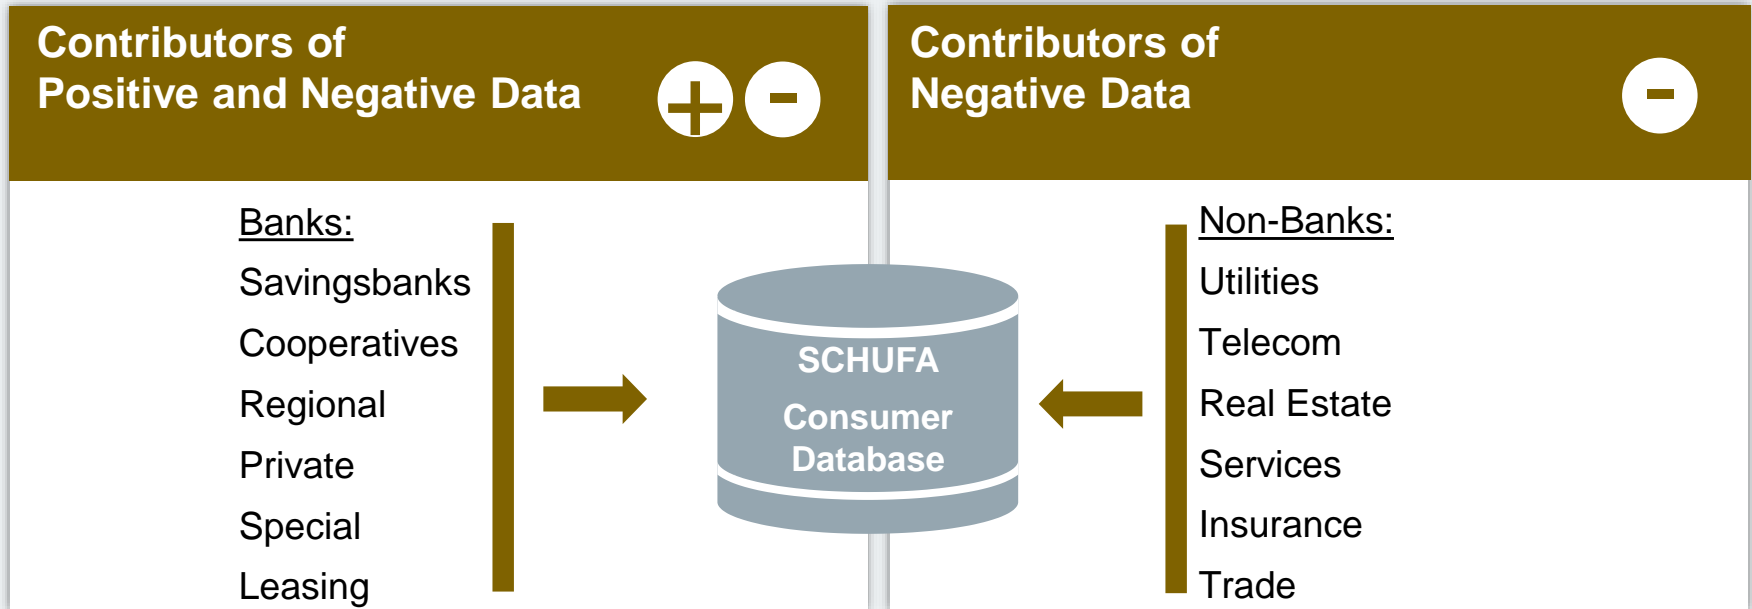 Contributors of
Positive and Negative Data
+ -
Banks:
Savingsbanks
Cooperatives
Regional
Private
Special
Leasing
SCHUFA
Consumer
Database
Contributors of
Negative Data
-
Non-Banks:
Utilities
Telecom
Real Estate
Services
Insurance
Trade